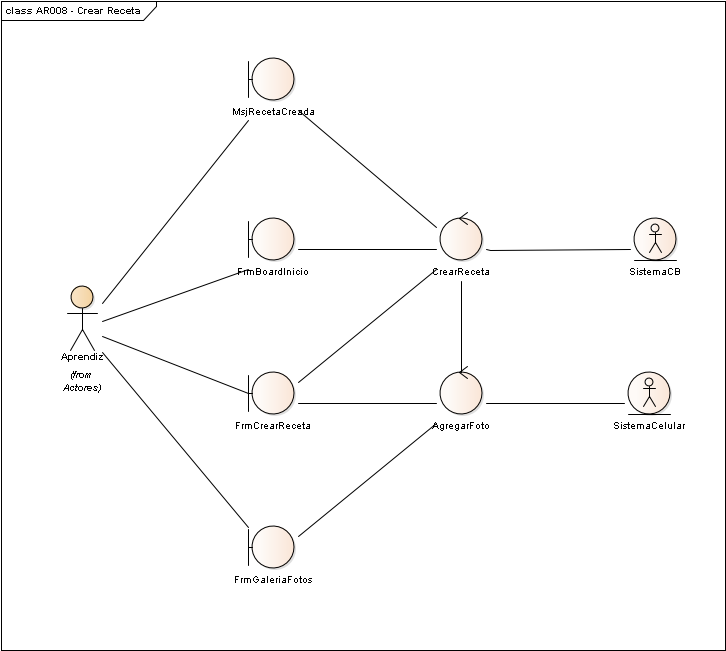 class AR008 - Crear Receta
MsjRecetaCreada
FrmBoardInicio
CrearReceta
SistemaCB
Aprendiz
(from
Actores)
FrmCrearReceta
AgregarFoto
SistemaCelular
FrmGaleriaFotos